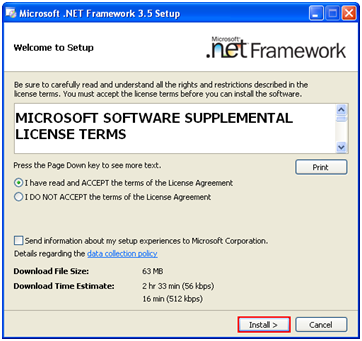 Microsoft .NET Framework 3.5 Setup
Welcome to Setup
Microsoft
.net Framework
Be sure to carefully read and understand all the rights and restrictions described in the
license terms. You must accept the license terms before you can install the software.
MICROSOFT SOFTWARE SUPPLEMENTAL
LICENSE TERMS
Press the Page Down key to see more text.
Print
I have read and ACCEPT the terms of the License Agreement
I DO NOT ACCEPT the terms of the License Agreement
Send information about my setup experiences to Microsoft Corporation.
Details regarding the data collection policy
Download File Size: 63 MB
Download Time Estimate: 2 hr 33 min (56 kbps)
16 min (512 kbps)
Install >
Cancel